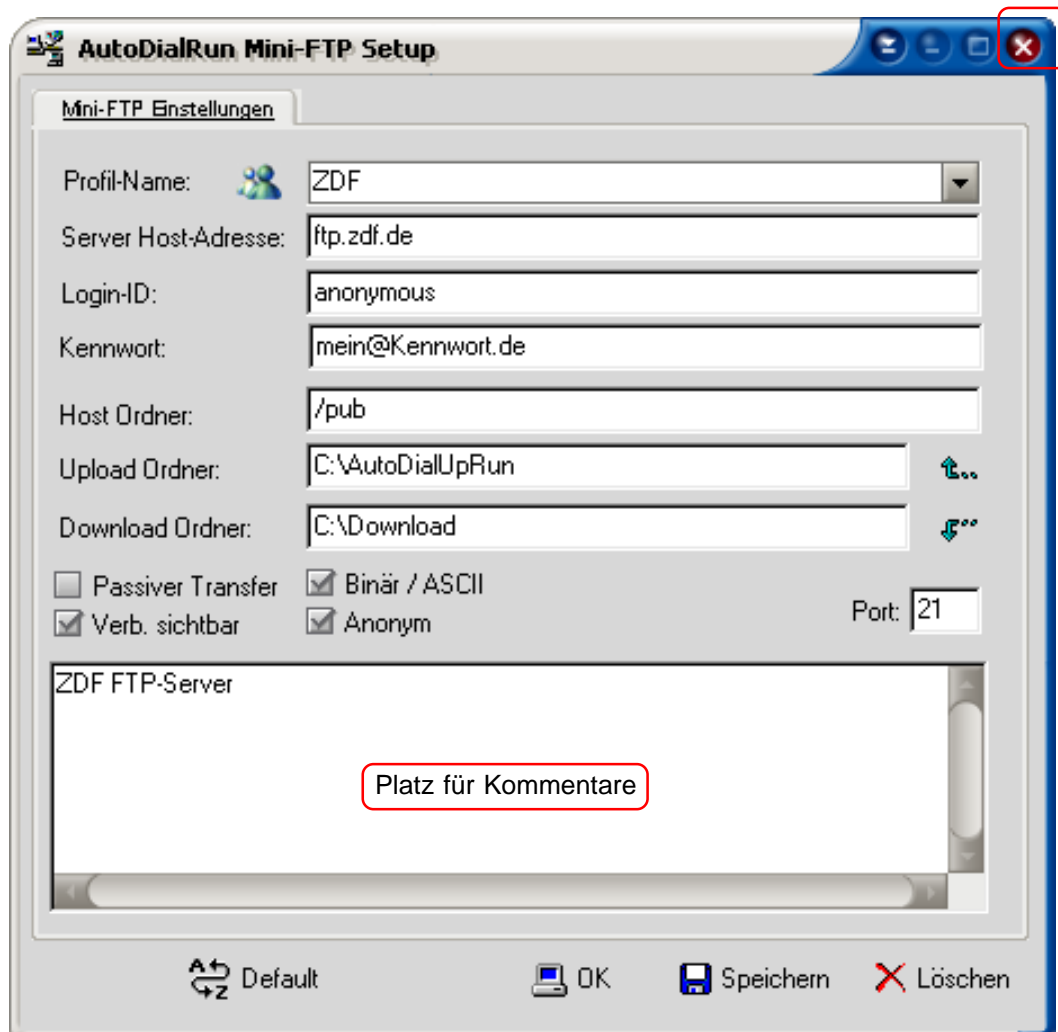 AutoDialRun Mini-FTP Setup
Mini-FTP Einstellungen
Profil-Name: ZDF
Server Host-Adresse: ftp.zdf.de
Login-ID: anonymous
Kennwort: mein@Kennwort.de
Host Ordner: /pub
Upload Ordner: C:\AutoDialUpRun
Download Ordner: C:\Download
Passiver Transfer Binär / ASCII
Verb. sichtbar Anonym Port: 21
ZDF FTP-Server
Platz für Kommentare
Default OK Speichern Löschen